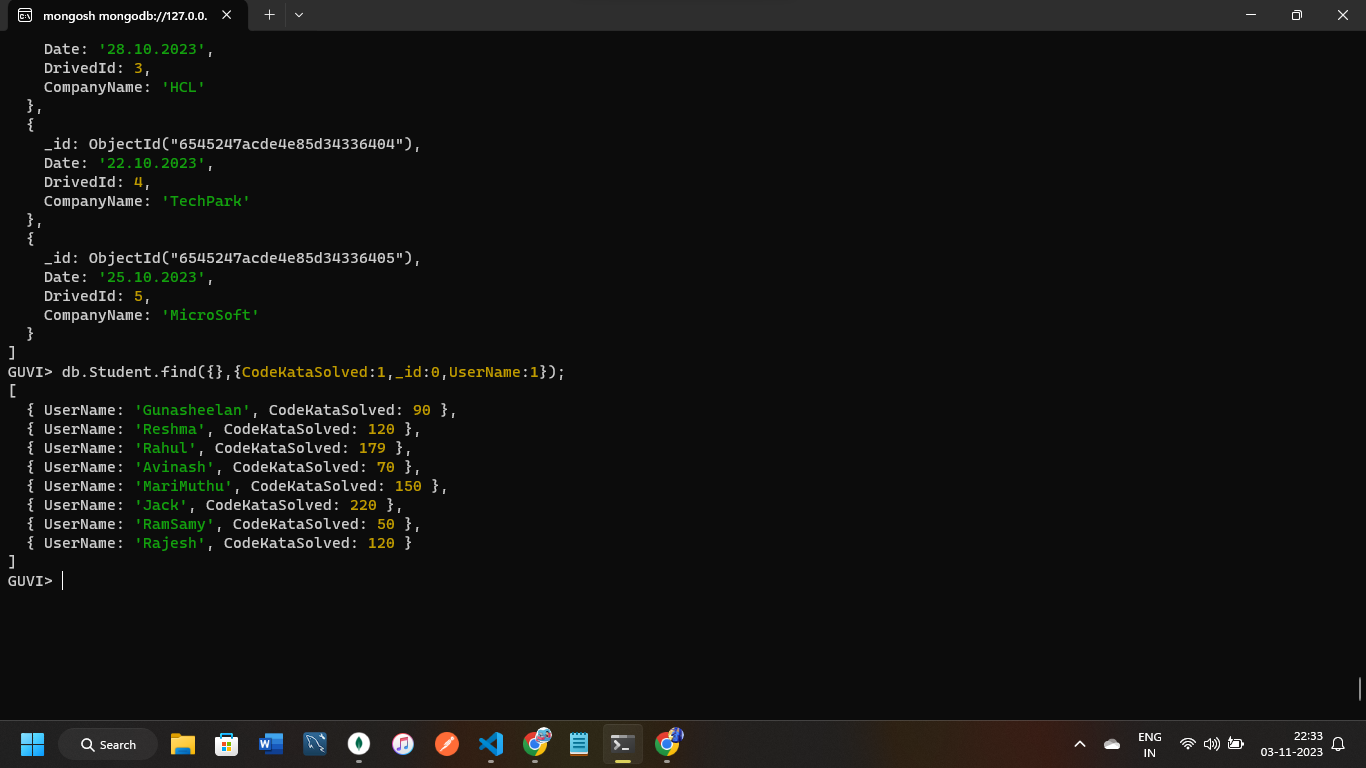 mongosh mongodb://127.0.0.
Date: '28.10.2023',
DrivedId: 3,
CompanyName: 'HCL'
},
{
_id: ObjectId("6545247acde4e85d34336404"),
Date: '22.10.2023',
DrivedId: 4,
CompanyName: 'TechPark'
},
{
_id: ObjectId("6545247acde4e85d34336405"),
Date: '25.10.2023',
DrivedId: 5,
CompanyName: 'MicroSoft'
}
]
GUVI> db.Student.find({},{CodeKataSolved:1,_id:0,UserName:1});
[
{ UserName: 'Gunasheelan', CodeKataSolved: 90 },
{ UserName: 'Reshma', CodeKataSolved: 120 },
{ UserName: 'Rahul', CodeKataSolved: 179 },
{ UserName: 'Avinash', CodeKataSolved: 70 },
{ UserName: 'MariMuthu', CodeKataSolved: 150 },
{ UserName: 'Jack', CodeKataSolved: 220 },
{ UserName: 'RamSamy', CodeKataSolved: 50 },
{ UserName: 'Rajesh', CodeKataSolved: 120 }
]
GUVI>
Search
ENG
IN
22:33
03-11-2023